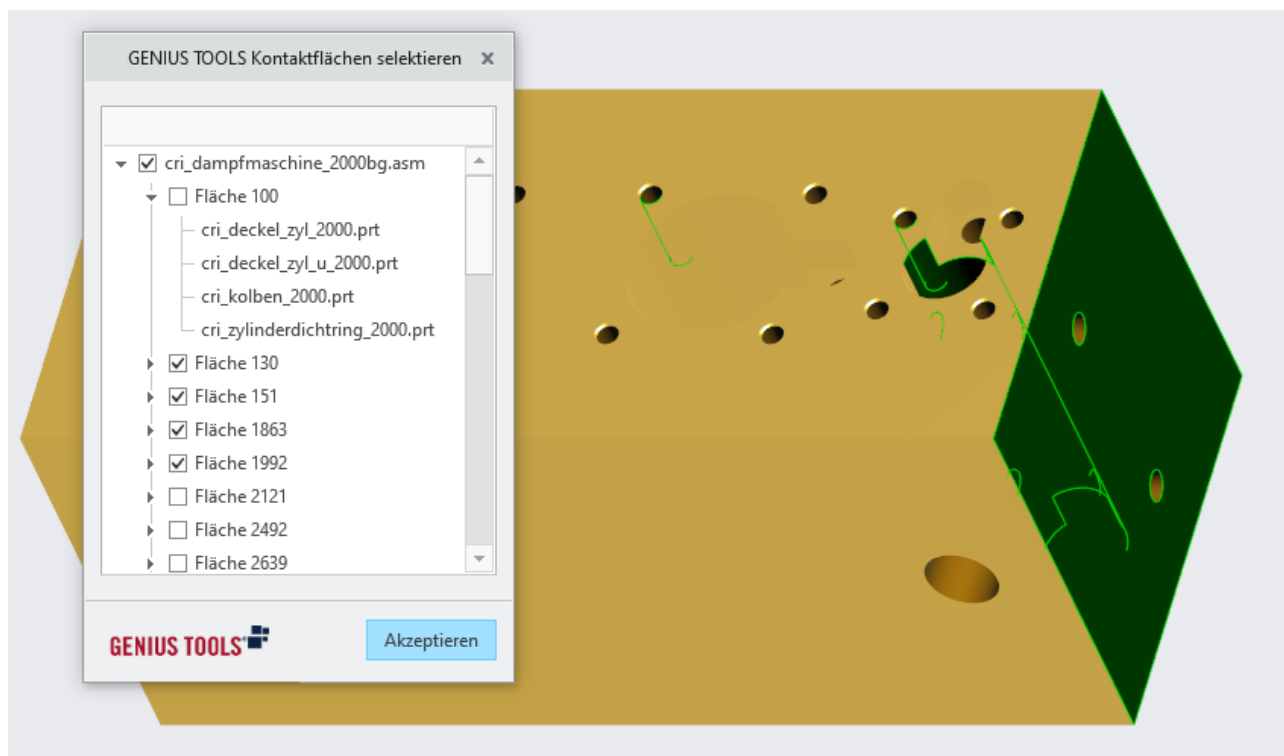 GENIUS TOOLS Kontaktflächen selektieren
cri_dampfmaschine_2000bg.asm
Fläche 100
cri_deckel_zyl_2000.prt
cri_deckel_zyl_u_2000.prt
cri_kolben_2000.prt
cri_zylinderdichtring_2000.prt
Fläche 130
Fläche 151
Fläche 1863
Fläche 1992
Fläche 2121
Fläche 2492
Fläche 2639
GENIUS TOOLS
Akzeptieren